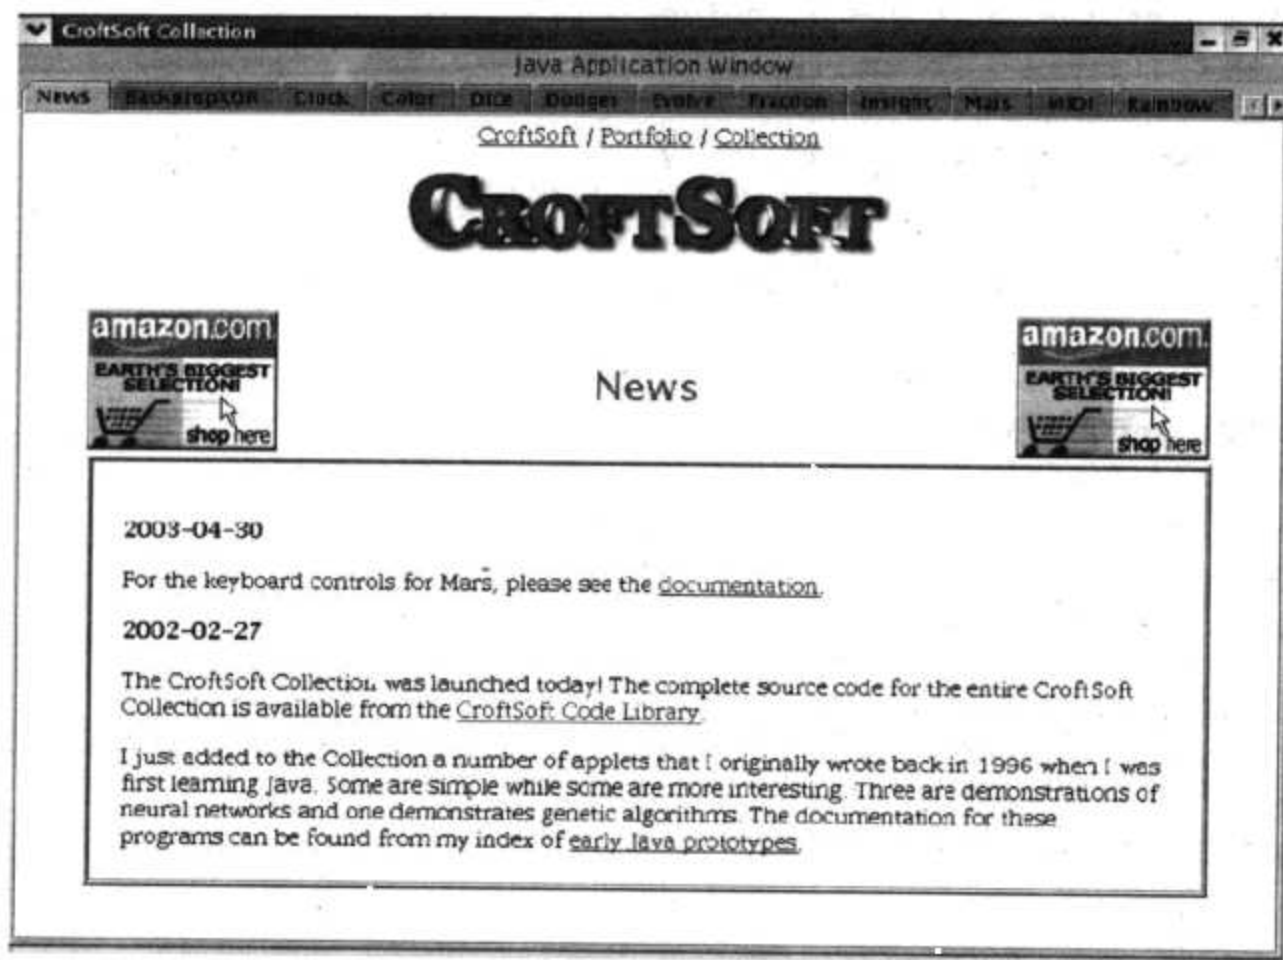 CroftSoft Collection
Java Application Window
News BackpropXOR Clock Color Dice Dodger Evolve Fraction Insight Mars MIDI Rainbow
CroftSoft / Portfolio / Collection
CROFTSOFT
amazon.com.
EARTH'S BIGGEST
SELECTION!
shop here
News
amazon.com.
EARTH'S BIGGEST
SELECTION!
shop here
2003-04-30
For the keyboard controls for Mars, please see the documentation.
2002-02-27
The CroftSoft Collection was launched today! The complete source code for the entire CroftSoft
Collection is available from the CroftSoft Code Library.
I just added to the Collection a number of applets that I originally wrote back in 1996 when I was
first learning Java. Some are simple while some are more interesting. Three are demonstrations of
neural networks and one demonstrates genetic algorithms. The documentation for these
programs can be found from my index of early Java prototypes.